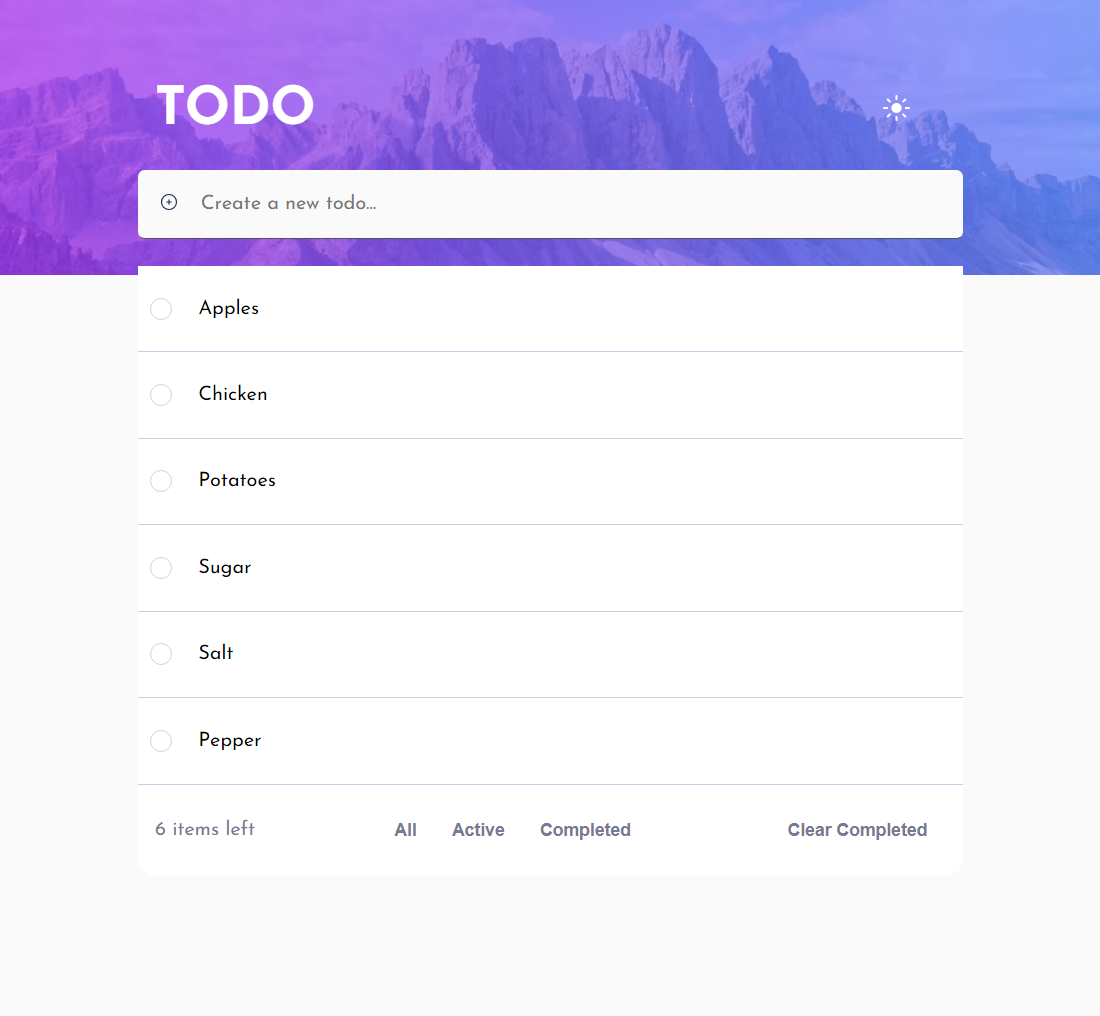 TODO
Create a new todo...
Apples
Chicken
Potatoes
Sugar
Salt
Pepper
6 items left All Active Completed Clear Completed